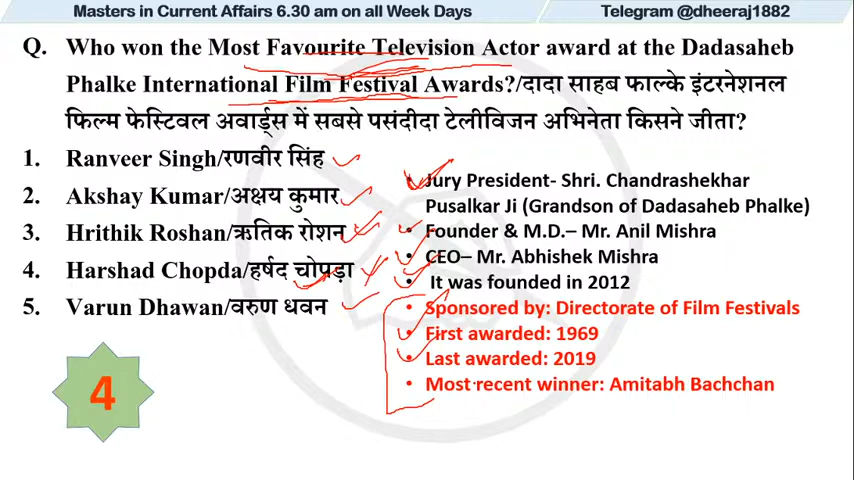 Masters in Current Affairs 6.30 am on all Week Days
Telegram @dheeraj1882
Q. Who won the Most Favourite Television Actor award at the Dadasaheb
Phalke International Film Festival Awards?/दादा साहब फाल्के इंटरनेशनल
फिल्म फेस्टिवल अवार्ड्स में सबसे पसंदीदा टेलीविजन अभिनेता किसने जीता?
1. Ranveer Singh/रणवीर सिंह
2. Akshay Kumar/अक्षय कुमार
3. Hrithik Roshan/ऋतिक रोशन
4. Harshad Chopda/हर्षद चोपड़ा
5. Varun Dhawan/वरुण धवन
4
• Jury President- Shri. Chandrashekhar
Pusalkar Ji (Grandson of Dadasaheb Phalke)
• Founder & M.D.– Mr. Anil Mishra
• CEO– Mr. Abhishek Mishra
• It was founded in 2012
• Sponsored by: Directorate of Film Festivals
• First awarded: 1969
• Last awarded: 2019
• Most recent winner: Amitabh Bachchan